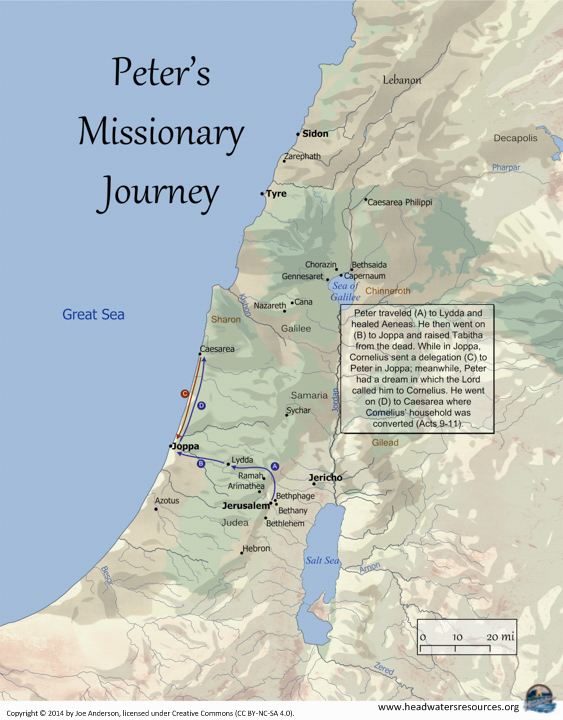 Peter's
Missionary
Journey
Lebanon
Sidon
Zarephath
Decapolis
Pharpar
Tyre
Caesarea Philippi
Chorazin
Bethsaida
Gennesaret
Capernaum
Sea of
Galilee
Chinneroth
Kishon
Nazareth
Cana
Great Sea
Sharon
Galilee
Peter traveled (A) to Lydda and
healed Aeneas. He then went on
(B) to Joppa and raised Tabitha
from the dead. While in Joppa,
Cornelius sent a delegation (C) to
Peter in Joppa; meanwhile, Peter
had a dream in which the Lord
called him to Cornelius. He went
on (D) to Caesarea where
Cornelius' household was
converted (Acts 9-11).
Caesarea
Samaria
Jordan
C
D
Sychar
Gilead
Joppa
Lydda
B
A
Ramah
Arimathea
Jericho
Azotus
Bethphage
Jerusalem
Bethany
Judea
Bethlehem
Hebron
Salt Sea
Besor
Arnon
0 10 20 mi
Zered
www.headwatersresources.org
Copyright © 2014 by Joe Anderson, licensed under Creative Commons (CC BY-NC-SA 4.0).